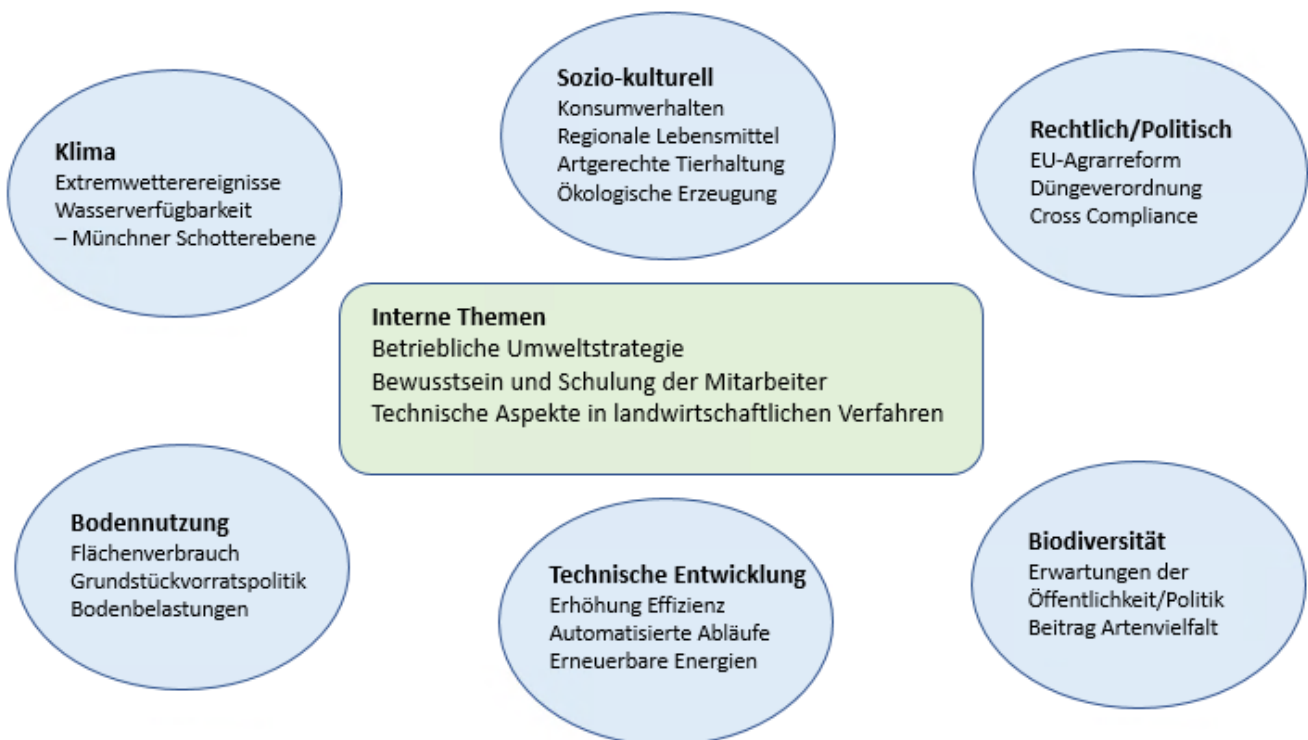 Klima
Extremwetterereignisse
Wasserverfügbarkeit
– Münchner Schotterebene
Sozio-kulturell
Konsumverhalten
Regionale Lebensmittel
Artgerechte Tierhaltung
Ökologische Erzeugung
Rechtlich/Politisch
EU-Agrarreform
Düngeverordnung
Cross Compliance
Interne Themen
Betriebliche Umweltstrategie
Bewusstsein und Schulung der Mitarbeiter
Technische Aspekte in landwirtschaftlichen Verfahren
Bodennutzung
Flächenverbrauch
Grundstückvorratspolitik
Bodenbelastungen
Technische Entwicklung
Erhöhung Effizienz
Automatisierte Abläufe
Erneuerbare Energien
Biodiversität
Erwartungen der
Öffentlichkeit/Politik
Beitrag Artenvielfalt